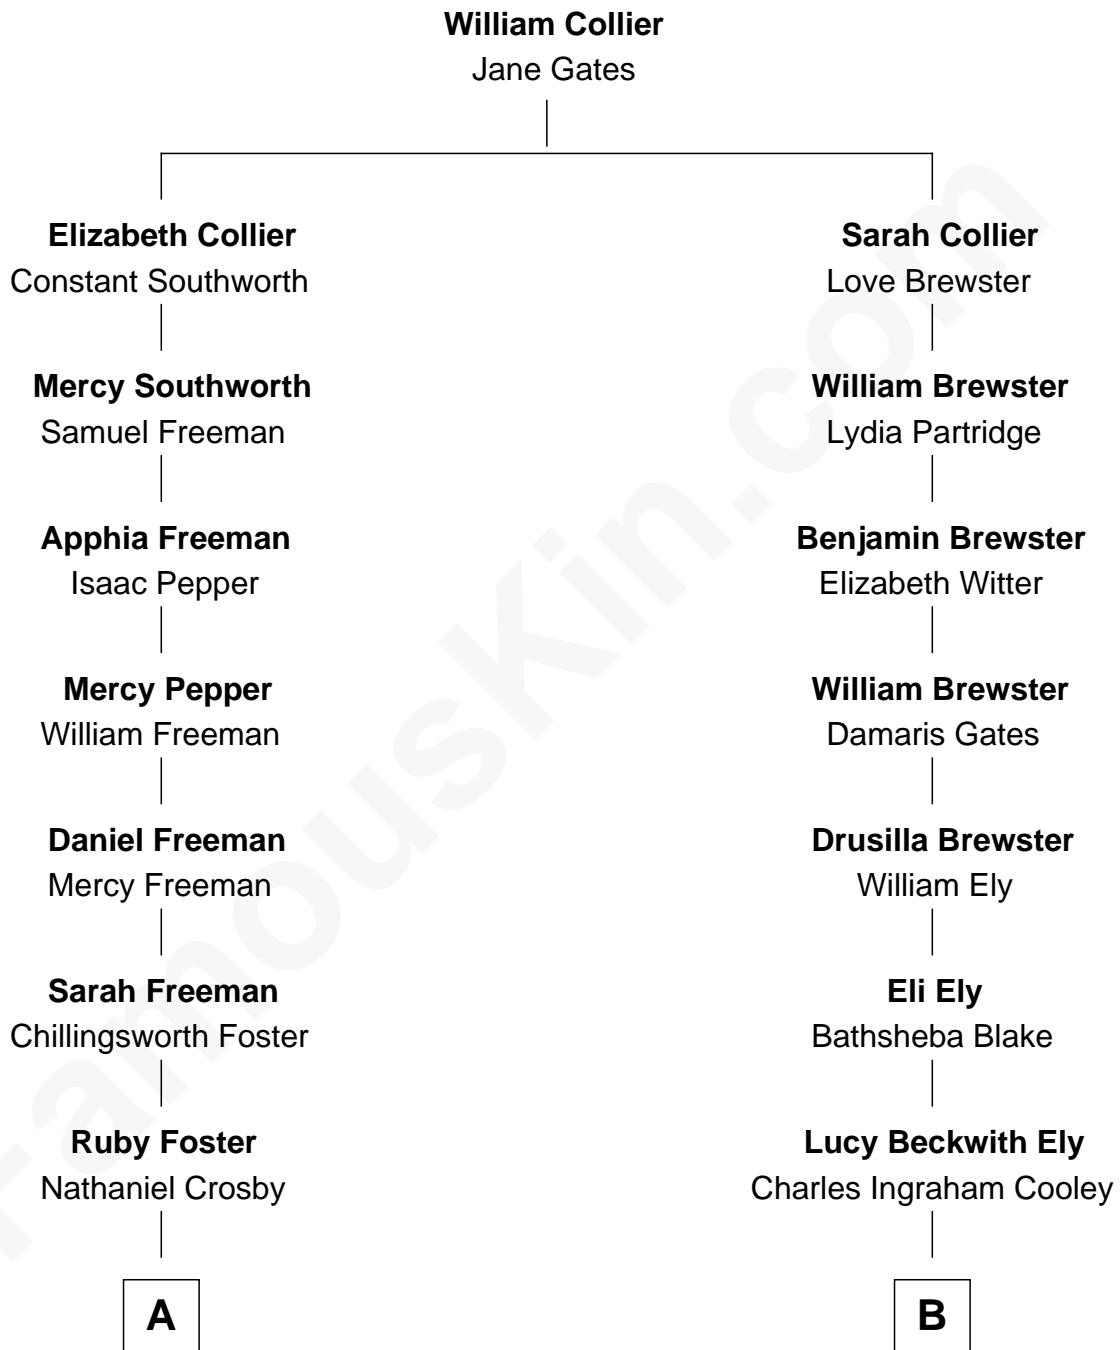 William Collier
Jane Gates
Elizabeth Collier
Constant Southworth
Sarah Collier
Love Brewster
Mercy Southworth
Samuel Freeman
William Brewster
Lydia Partridge
Apphia Freeman
Isaac Pepper
Benjamin Brewster
Elizabeth Witter
Mercy Pepper
William Freeman
William Brewster
Damaris Gates
Daniel Freeman
Mercy Freeman
Drusilla Brewster
William Ely
Sarah Freeman
Chillingsworth Foster
Eli Ely
Bathsheba Blake
Ruby Foster
Nathaniel Crosby
Lucy Beckwith Ely
Charles Ingraham Cooley
A
B
FamousKin.com